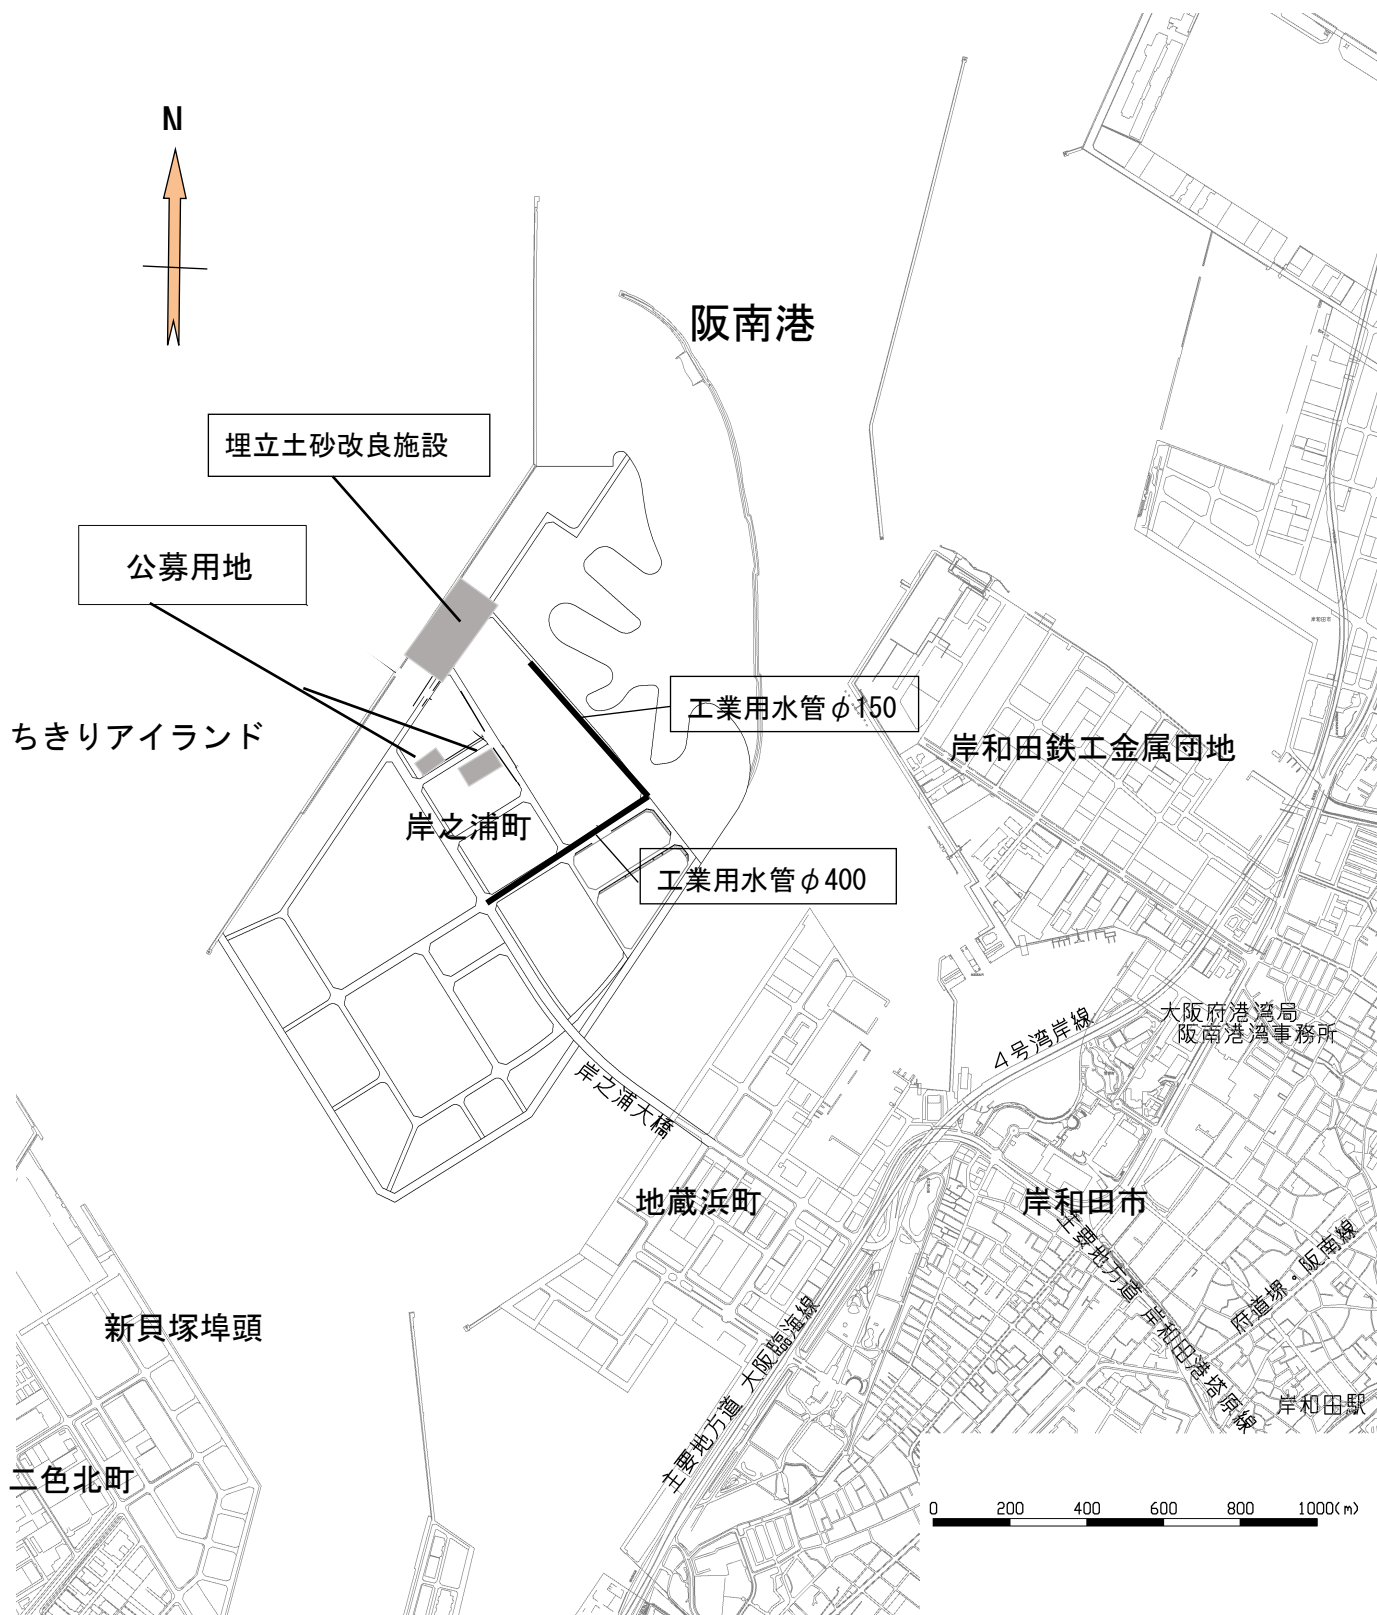 N
阪南港
埋立土砂改良施設
公募用地
岸和田市
工業用水管φ150
ちきりアイランド
岸和田鉄工金属団地
岸之浦町
工業用水管φ400
大阪府港湾局
阪南港湾事務所
4号湾岸線
岸之浦大橋
地蔵浜町
岸和田市
主要地方道 岸和田港塔原線
府道堺・阪南線
主要地方道 大阪臨海線
新貝塚埠頭
岸和田駅
二色北町
0 200 400 600 800 1000(m)